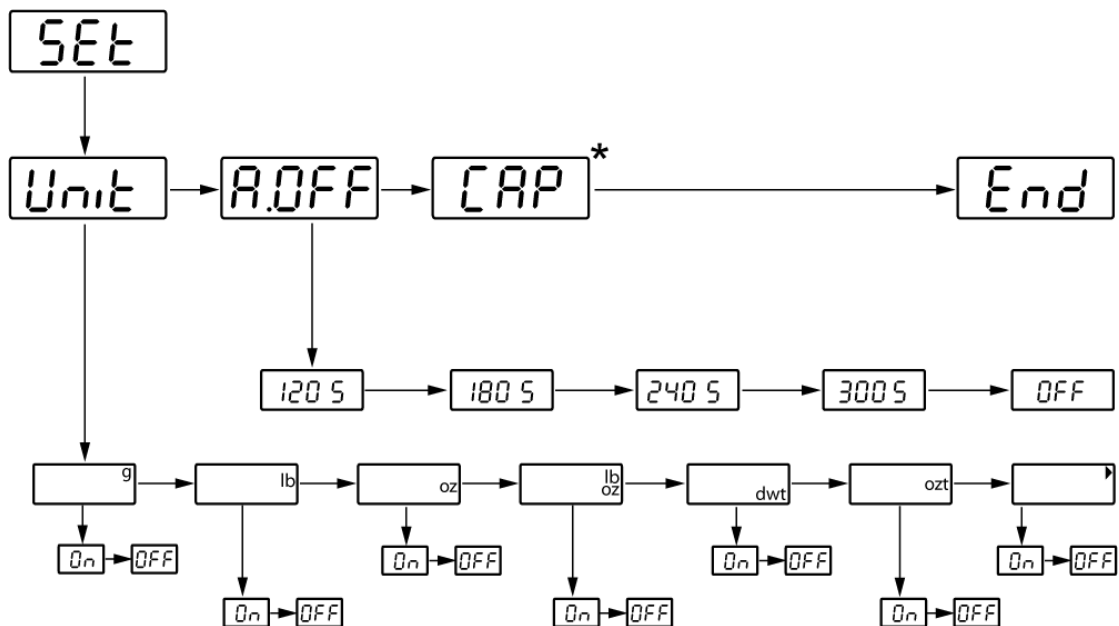 SEt
Unit A.OFF CAP* End
120 S 180 S 240 S 300 S OFF
g lb oz lb oz dwt ozt
On OFF On OFF On OFF On OFF
On OFF On OFF On OFF